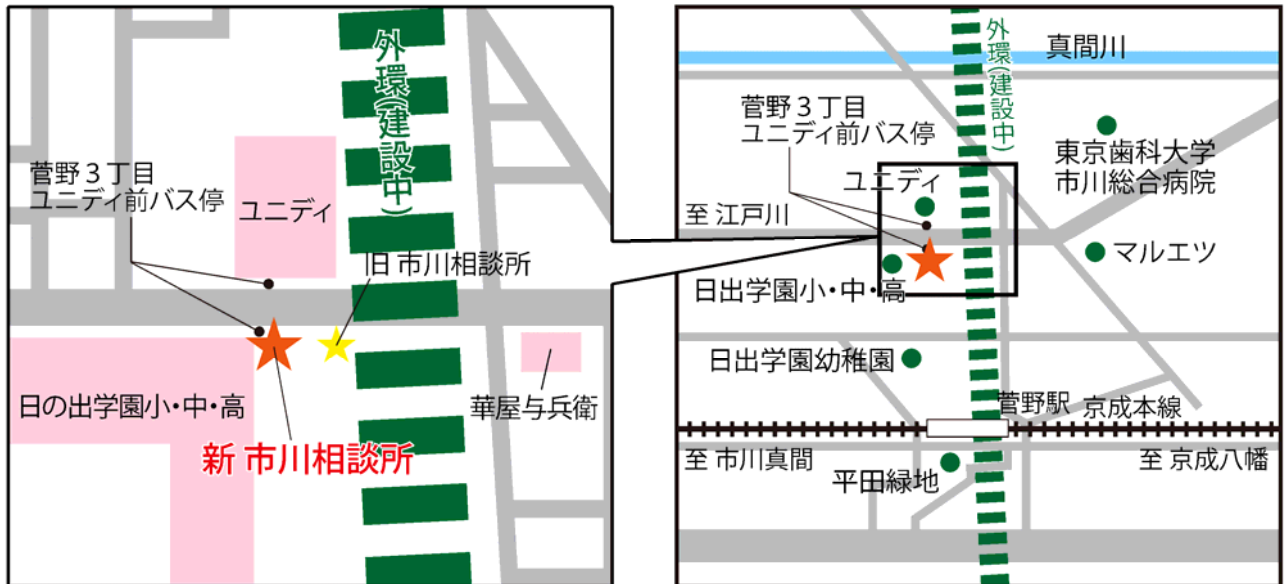 外環(建設中)
菅野3丁目
ユニディ前バス停
ユニディ
旧 市川相談所
日の出学園小・中・高
華屋与兵衛
新 市川相談所
外環(建設中)
真間川
菅野3丁目
ユニディ前バス停
東京歯科大学
市川総合病院
ユニディ
至 江戸川
マルエツ
日出学園小・中・高
日出学園幼稚園
菅野駅 京成本線
至 市川真間
至 京成八幡
平田緑地